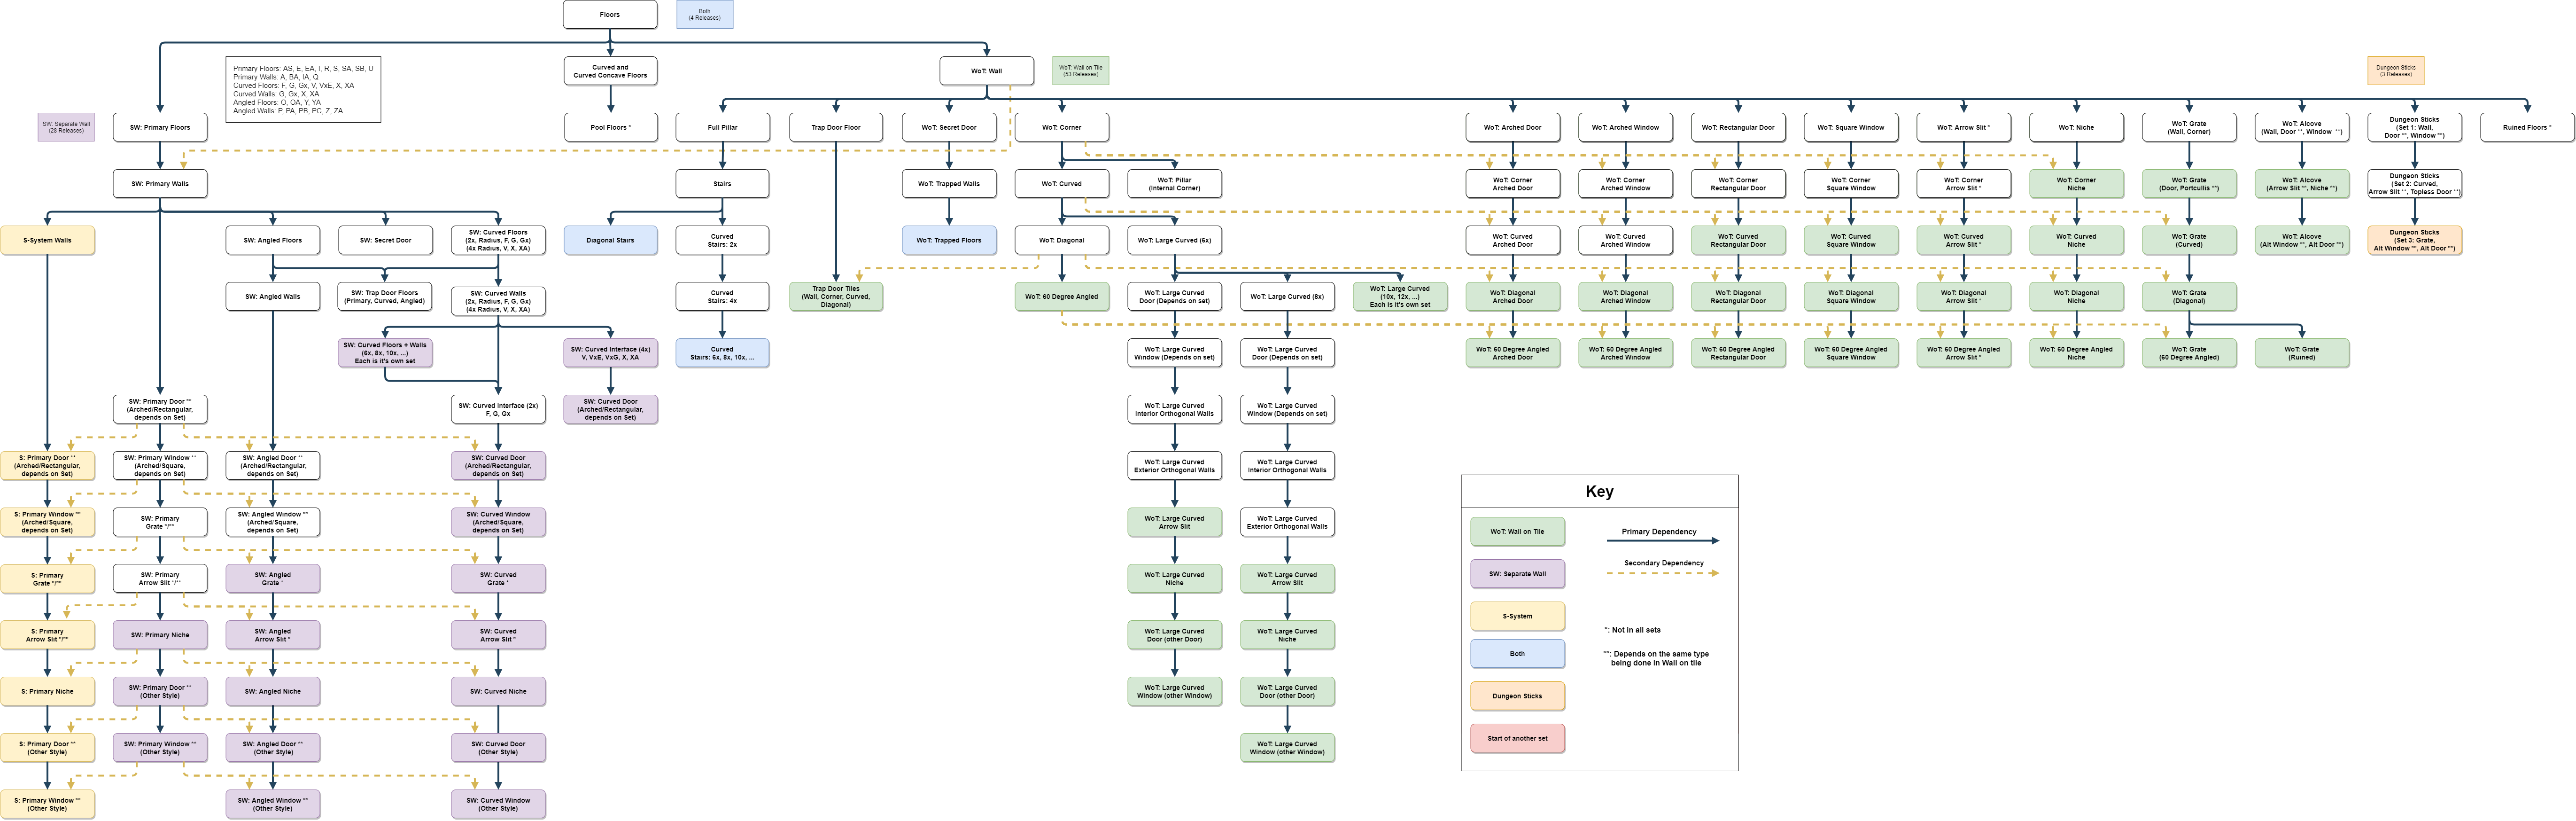 Floors
Both
(4 Releases)
Primary Floors: AS, E, EA, I, R, S, SA, SB, U
Primary Walls: A, BA, IA, Q
Curved Floors: F, G, Gx, V, VxE, X, XA
Curved Walls: G, Gx, X, XA
Angled Floors: O, OA, Y, YA
Angled Walls: P, PA, PB, PC, Z, ZA
Curved and
Curved Concave Floors
WoT: Wall
WoT: Wall on Tile
(53 Releases)
Dungeon Sticks
(3 Releases)
SW: Separate Wall
(28 Releases)
SW: Primary Floors
Pool Floors *
Full Pillar
Trap Door Floor
WoT: Secret Door
WoT: Corner
WoT: Arched Door
WoT: Arched Window
WoT: Rectangular Door
WoT: Square Window
WoT: Arrow Slit *
WoT: Niche
WoT: Grate
(Wall, Corner)
WoT: Alcove
(Wall, Door **, Window **)
Dungeon Sticks
(Set 1: Wall,
Door **, Window **)
Ruined Floors *
SW: Primary Walls
Stairs
WoT: Trapped Walls
WoT: Curved
WoT: Pillar
(Internal Corner)
WoT: Corner
Arched Door
WoT: Corner
Arched Window
WoT: Corner
Rectangular Door
WoT: Corner
Square Window
WoT: Corner
Arrow Slit *
WoT: Corner
Niche
WoT: Grate
(Door, Portcullis **)
WoT: Alcove
(Arrow Slit **, Niche **)
Dungeon Sticks
(Set 2: Curved,
Arrow Slit **, Topless Door **)
S-System Walls
SW: Angled Floors
SW: Secret Door
SW: Curved Floors
(2x, Radius, F, G, Gx)
(4x Radius, V, X, XA)
Diagonal Stairs
Curved
Stairs: 2x
WoT: Trapped Floors
WoT: Diagonal
WoT: Large Curved (6x)
WoT: Curved
Arched Door
WoT: Curved
Arched Window
WoT: Curved
Rectangular Door
WoT: Curved
Square Window
WoT: Curved
Arrow Slit *
WoT: Curved
Niche
WoT: Grate
(Curved)
WoT: Alcove
(Alt Window **, Alt Door **)
Dungeon Sticks
(Set 3: Grate,
Alt Window **, Alt Door **)
SW: Angled Walls
SW: Trap Door Floors
(Primary, Curved, Angled)
SW: Curved Walls
(2x, Radius, F, G, Gx)
(4x Radius, V, X, XA)
Curved
Stairs: 4x
Trap Door Tiles
(Wall, Corner, Curved,
Diagonal)
WoT: 60 Degree Angled
WoT: Large Curved
Door (Depends on set)
WoT: Large Curved (8x)
WoT: Large Curved
(10x, 12x, ...)
Each is it's own set
WoT: Diagonal
Arched Door
WoT: Diagonal
Arched Window
WoT: Diagonal
Rectangular Door
WoT: Diagonal
Square Window
WoT: Diagonal
Arrow Slit *
WoT: Diagonal
Niche
WoT: Grate
(Diagonal)
SW: Curved Floors + Walls
(6x, 8x, 10x, ...)
Each is it's own set
SW: Curved Interface (4x)
V, VxE, VxG, X, XA
Curved
Stairs: 6x, 8x, 10x, ...
WoT: Large Curved
Window (Depends on set)
WoT: Large Curved
Door (Depends on set)
WoT: 60 Degree Angled
Arched Door
WoT: 60 Degree Angled
Arched Window
WoT: 60 Degree Angled
Rectangular Door
WoT: 60 Degree Angled
Square Window
WoT: 60 Degree Angled
Arrow Slit *
WoT: 60 Degree Angled
Niche
WoT: Grate
(60 Degree Angled)
WoT: Grate
(Ruined)
SW: Primary Door **
(Arched/Rectangular,
depends on Set)
SW: Curved Interface (2x)
F, G, Gx
SW: Curved Door
(Arched/Rectangular,
depends on Set)
WoT: Large Curved
Interior Orthogonal Walls
WoT: Large Curved
Window (Depends on set)
S: Primary Door **
(Arched/Rectangular,
depends on Set)
SW: Primary Window **
(Arched/Square,
depends on Set)
SW: Angled Door **
(Arched/Rectangular,
depends on Set)
SW: Curved Door
(Arched/Rectangular,
depends on Set)
WoT: Large Curved
Exterior Orthogonal Walls
WoT: Large Curved
Interior Orthogonal Walls
S: Primary Window **
(Arched/Square,
depends on Set)
SW: Primary
Grate */**
SW: Angled Window **
(Arched/Square,
depends on Set)
SW: Curved Window
(Arched/Square,
depends on Set)
WoT: Large Curved
Arrow Slit
WoT: Large Curved
Exterior Orthogonal Walls
S: Primary
Grate */**
SW: Primary
Arrow Slit */**
SW: Angled
Grate *
SW: Curved
Grate *
WoT: Large Curved
Niche
WoT: Large Curved
Arrow Slit
S: Primary
Arrow Slit */**
SW: Primary Niche
SW: Angled
Arrow Slit *
SW: Curved
Arrow Slit *
WoT: Large Curved
Door (other Door)
WoT: Large Curved
Niche
S: Primary Niche
SW: Primary Door **
(Other Style)
SW: Angled Niche
SW: Curved Niche
WoT: Large Curved
Window (other Window)
WoT: Large Curved
Door (other Door)
S: Primary Door **
(Other Style)
SW: Primary Window **
(Other Style)
SW: Angled Door **
(Other Style)
SW: Curved Door
(Other Style)
WoT: Large Curved
Window (other Window)
S: Primary Window **
(Other Style)
SW: Angled Window **
(Other Style)
SW: Curved Window
(Other Style)
Key
WoT: Wall on Tile
Primary Dependency
SW: Separate Wall
Secondary Dependency
S-System
*: Not in all sets
Both
**: Depends on the same type
being done in Wall on tile
Dungeon Sticks
Start of another set